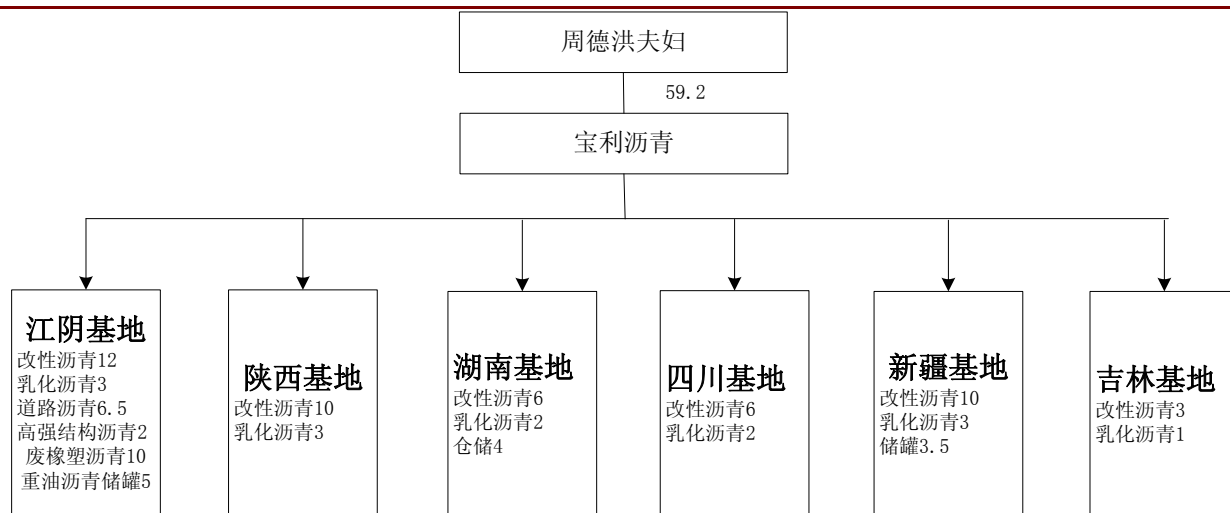 周德洪夫妇
59.2
宝利沥青
江阴基地
改性沥青12
乳化沥青3
道路沥青6.5
高强结构沥青2
废橡塑沥青10
重油沥青储罐5
陕西基地
改性沥青10
乳化沥青3
湖南基地
改性沥青6
乳化沥青2
仓储4
四川基地
改性沥青6
乳化沥青2
新疆基地
改性沥青10
乳化沥青3
储罐3.5
吉林基地
改性沥青3
乳化沥青1